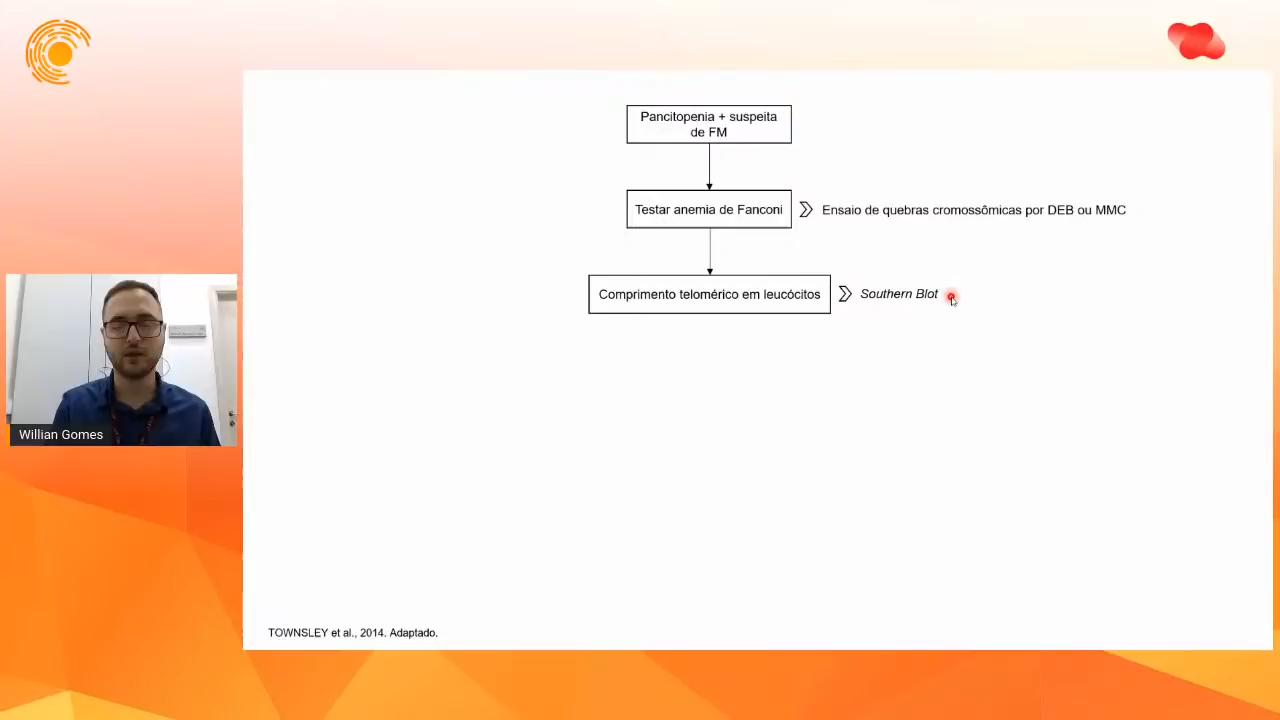 Pancitopenia + suspeita
de FM
Testar anemia de Fanconi
Ensaio de quebras cromossômicas por DEB ou MMC
Comprimento telomérico em leucócitos
Southern Blot
Willian Gomes
TOWNSLEY et al., 2014. Adaptado.